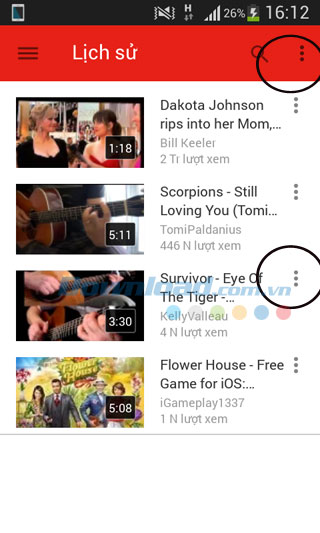 H
26%
16:12
Lịch sử
Dakota Johnson
rips into her Mom,...
Bill Keeler
2 Tr lượt xem
1:18
Scorpions - Still
Loving You (Tomi...
TomiPaldanius
446 N lượt xem
5:11
Survivor - Eye Of
The Tiger -...
KellyValleau
4 N lượt xem
3:30
Download.com.vn
Flower House - Free
Game for iOS:...
iGameplay1337
1 N lượt xem
5:08